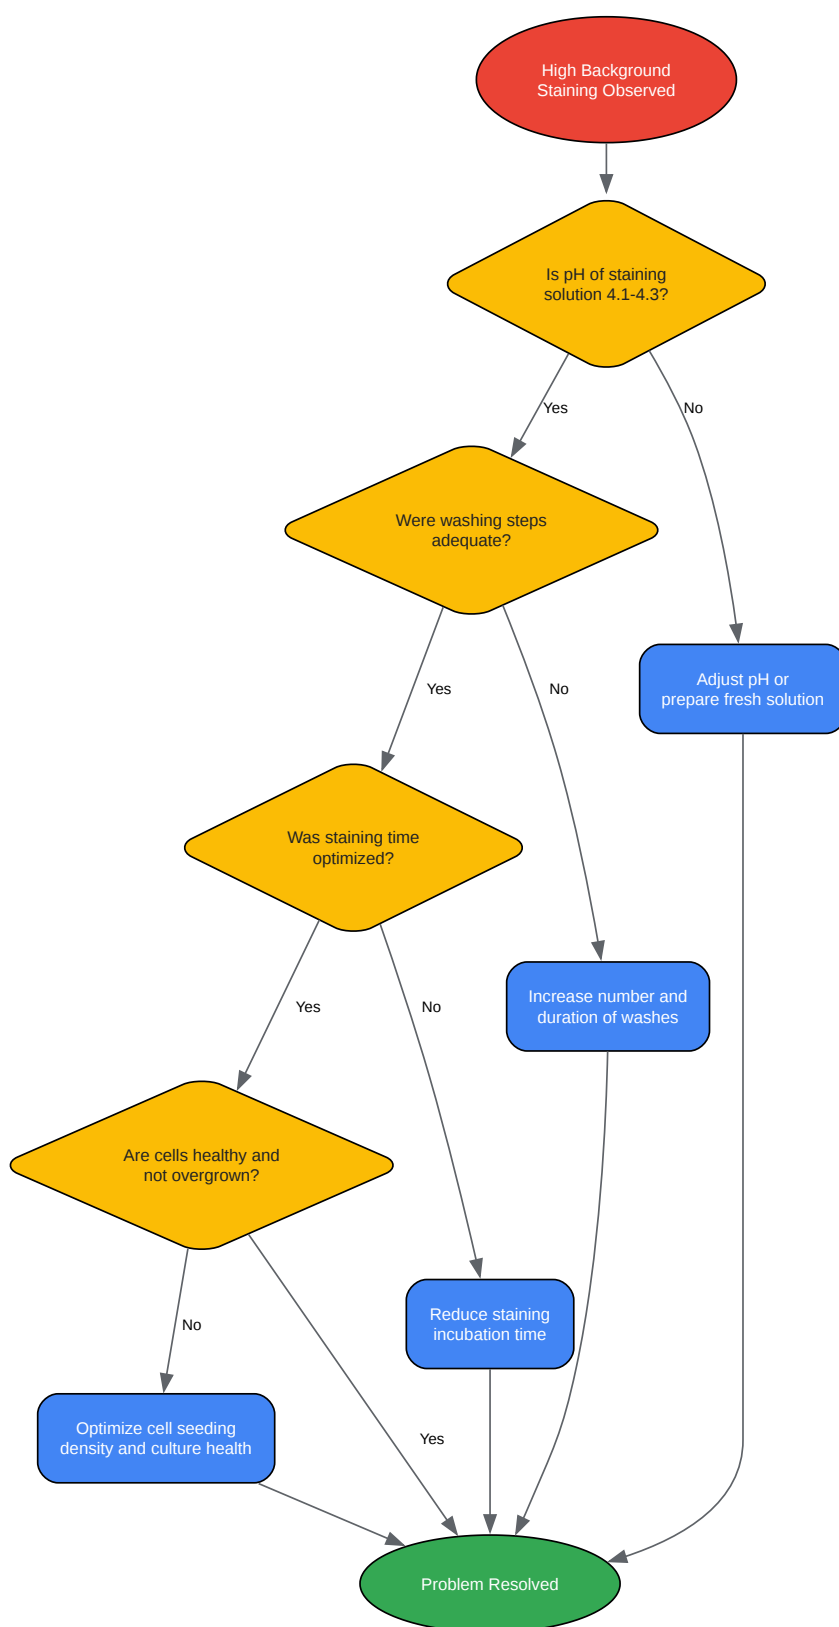 High Background
Staining Observed
Is pH of staining
solution 4.1-4.3?
Yes
No
Were washing steps
adequate?
Yes
No
Adjust pH or
prepare fresh solution
Was staining time
optimized?
Yes
No
Increase number and
duration of washes
Are cells healthy and
not overgrown?
No
Yes
Reduce staining
incubation time
Optimize cell seeding
density and culture health
Problem Resolved